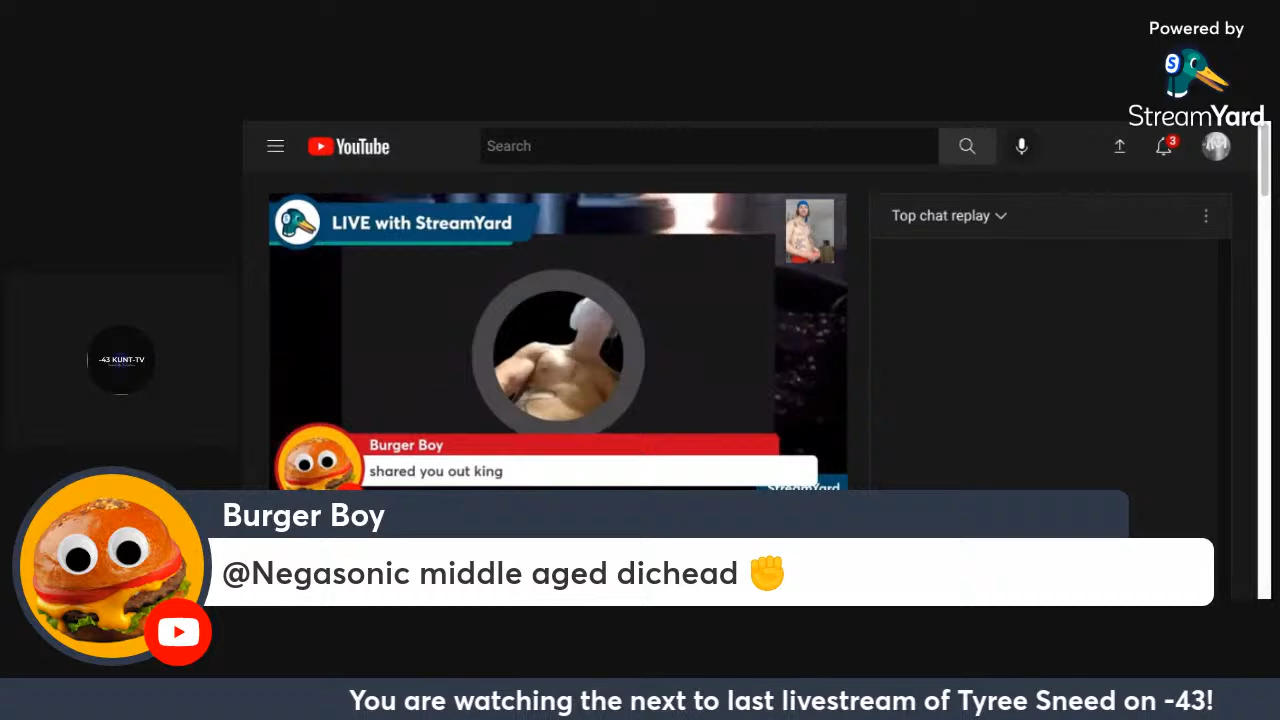 Powered by
StreamYard
YouTube
Search
3
LIVE with StreamYard
Top chat replay
-43 KUNT-TV
Burger Boy
shared you out king
StreamYard
Burger Boy
@Negasonic middle aged dichead ✊
You are watching the next to last livestream of Tyree Sneed on -43!